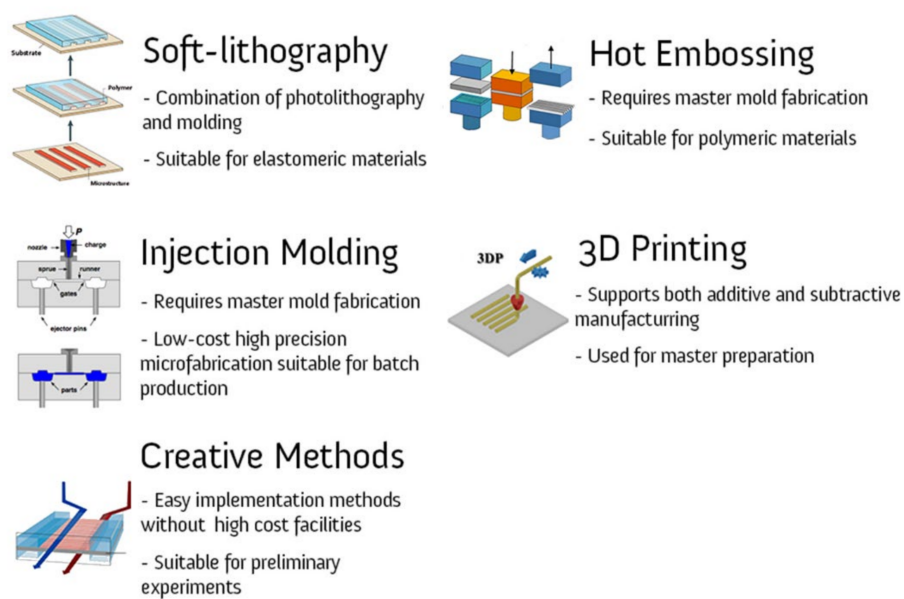 Substrate
Polymer
Microstructure
Soft-lithography
- Combination of photolithography
and molding
- Suitable for elastomeric materials
Hot Embossing
- Requires master mold fabrication
- Suitable for polymeric materials
P
nozzle
charge
sprue
runner
gates
ejector pins
parts
Injection Molding
- Requires master mold fabrication
- Low-cost high precision
microfabrication suitable for batch
production
3DP
3D Printing
- Supports both additive and subtractive
manufacturring
- Used for master preparation
Creative Methods
- Easy implementation methods
without high cost facilities
- Suitable for preliminary
experiments